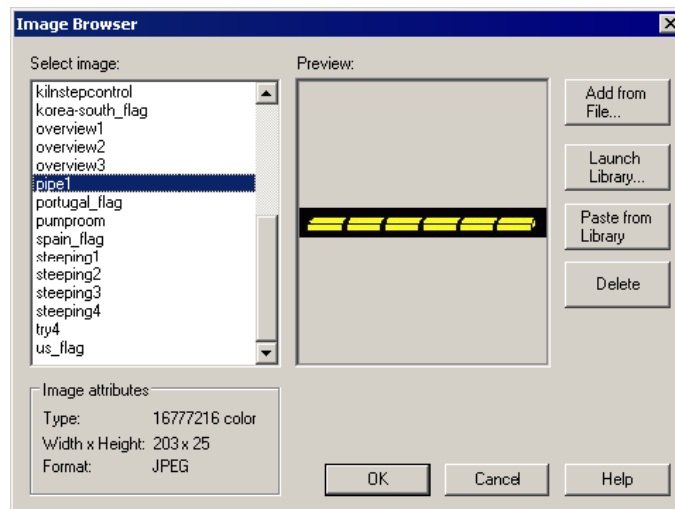 Image Browser
Select image:
kilnstepcontrol
korea-south_flag
overview1
overview2
overview3
pipe1
portugal_flag
pumproom
spain_flag
steeping1
steeping2
steeping3
steeping4
try4
us_flag
Preview:
Add from
File...
Launch
Library...
Paste from
Library
Delete
Image attributes
Type: 16777216 color
Width x Height: 203 x 25
Format: JPEG
OK
Cancel
Help